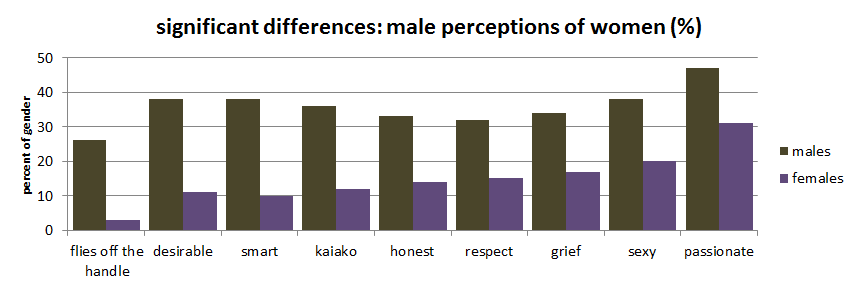 significant differences: male perceptions of women (%)
percent of gender
50
40
30
20
10
0
flies off the handle
desirable
smart
kaiako
honest
respect
grief
sexy
passionate
males
females